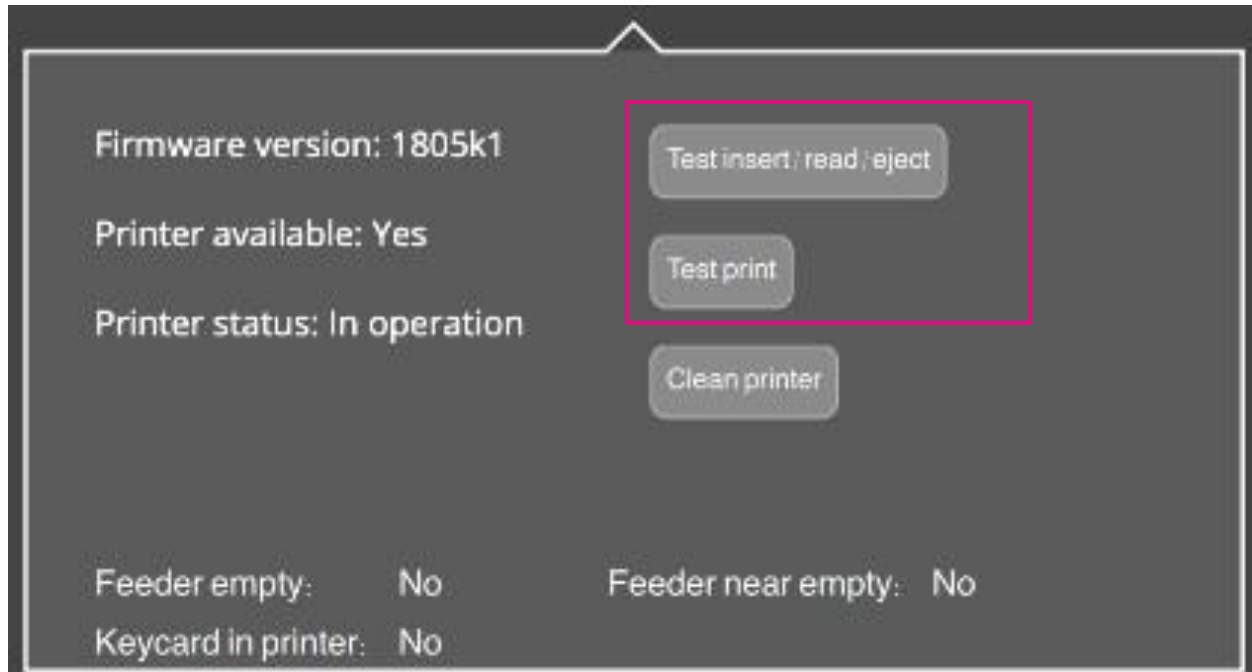 Firmware version: 1805k1
Test insert / read / eject
Printer available: Yes
Test print
Printer status: In operation
Clean printer
Feeder empty: No
Feeder near empty: No
Keycard in printer: No